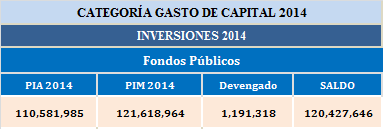 CATEGORÍA GASTO DE CAPITAL 2014
INVERSIONES 2014
Fondos Públicos
PIA 2014 PIM 2014 Devengado SALDO
110,581,985 121,618,964 1,191,318 120,427,646